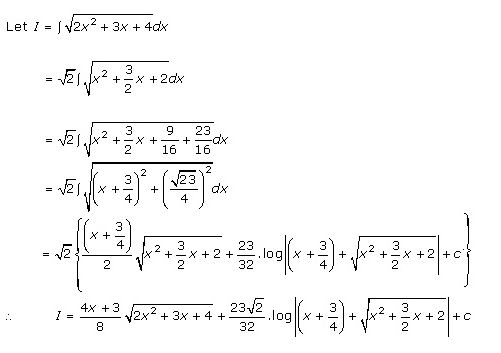 Let I = ∫√(2x² + 3x + 4)dx
= √2∫√(x² + 3/2 x + 2)dx
= √2∫√(x² + 3/2 x + 9/16 + 23/16)dx
= √2∫√((x + 3/4)² + (√23/4)²)dx
= √2{(x + 3/4)/2 √(x² + 3/2 x + 2) + 23/32 .log|(x + 3/4) + √(x² + 3/2 x + 2)| + c}
∴ I = (4x + 3)/8 √(2x² + 3x + 4) + 23√2/32 .log|(x + 3/4) + √(x² + 3/2 x + 2)| + c